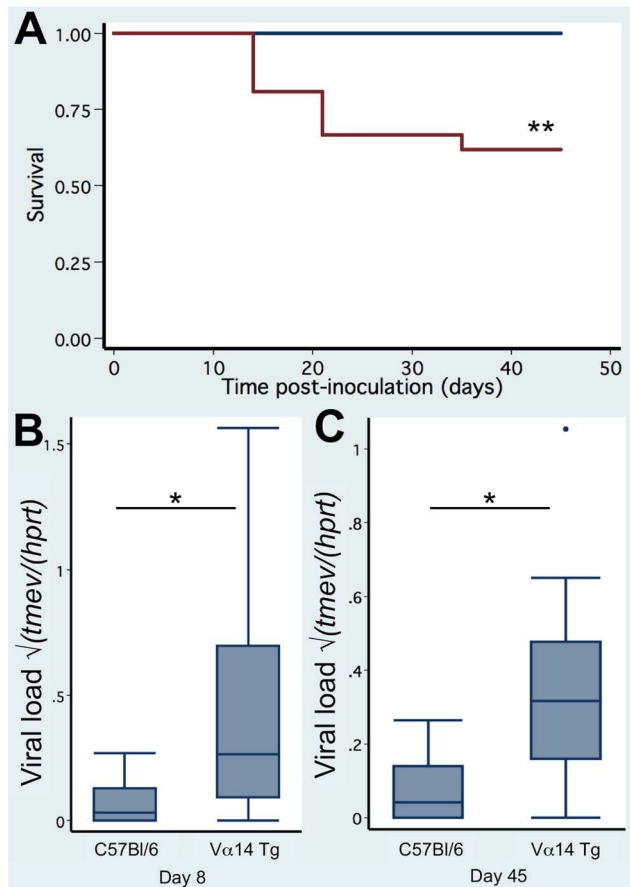 A
1.00
0.75
0.50
0.25
0.00
Survival
**
0 10 20 30 40 50
Time post-inoculation (days)
B
1.5
1
.5
0
Viral load √(tmev/(hprt)
*
C57Bl/6 Vα14 Tg
Day 8
C
1
.8
.6
.4
.2
0
Viral load √(tmev/(hprt)
*
C57Bl/6 Vα14 Tg
Day 45